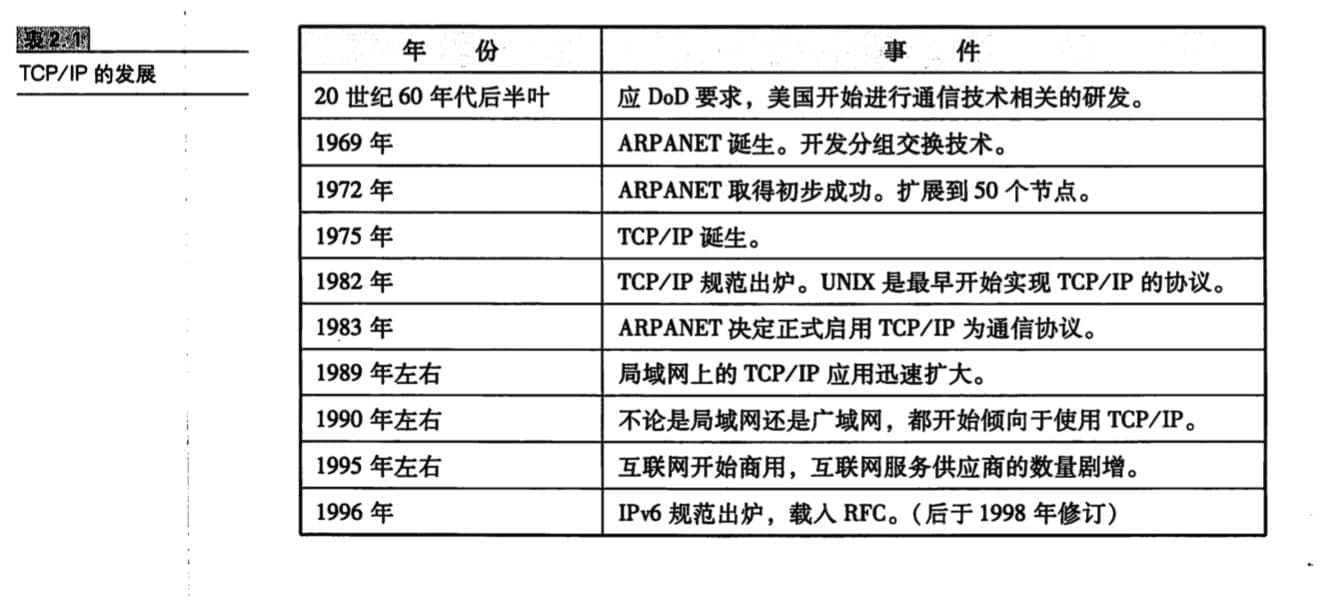 表2.1
TCP/IP 的发展
年 份 事 件
20 世纪 60 年代后半叶 应 DoD 要求，美国开始进行通信技术相关的研发。
1969 年 ARPANET 诞生。开发分组交换技术。
1972 年 ARPANET 取得初步成功。扩展到 50 个节点。
1975 年 TCP/IP 诞生。
1982 年 TCP/IP 规范出炉。UNIX 是最早开始实现 TCP/IP 的协议。
1983 年 ARPANET 决定正式启用 TCP/IP 为通信协议。
1989 年左右 局域网上的 TCP/IP 应用迅速扩大。
1990 年左右 不论是局域网还是广域网，都开始倾向于使用 TCP/IP。
1995 年左右 互联网开始商用，互联网服务供应商的数量剧增。
1996 年 IPv6 规范出炉，载入 RFC。（后于 1998 年修订）